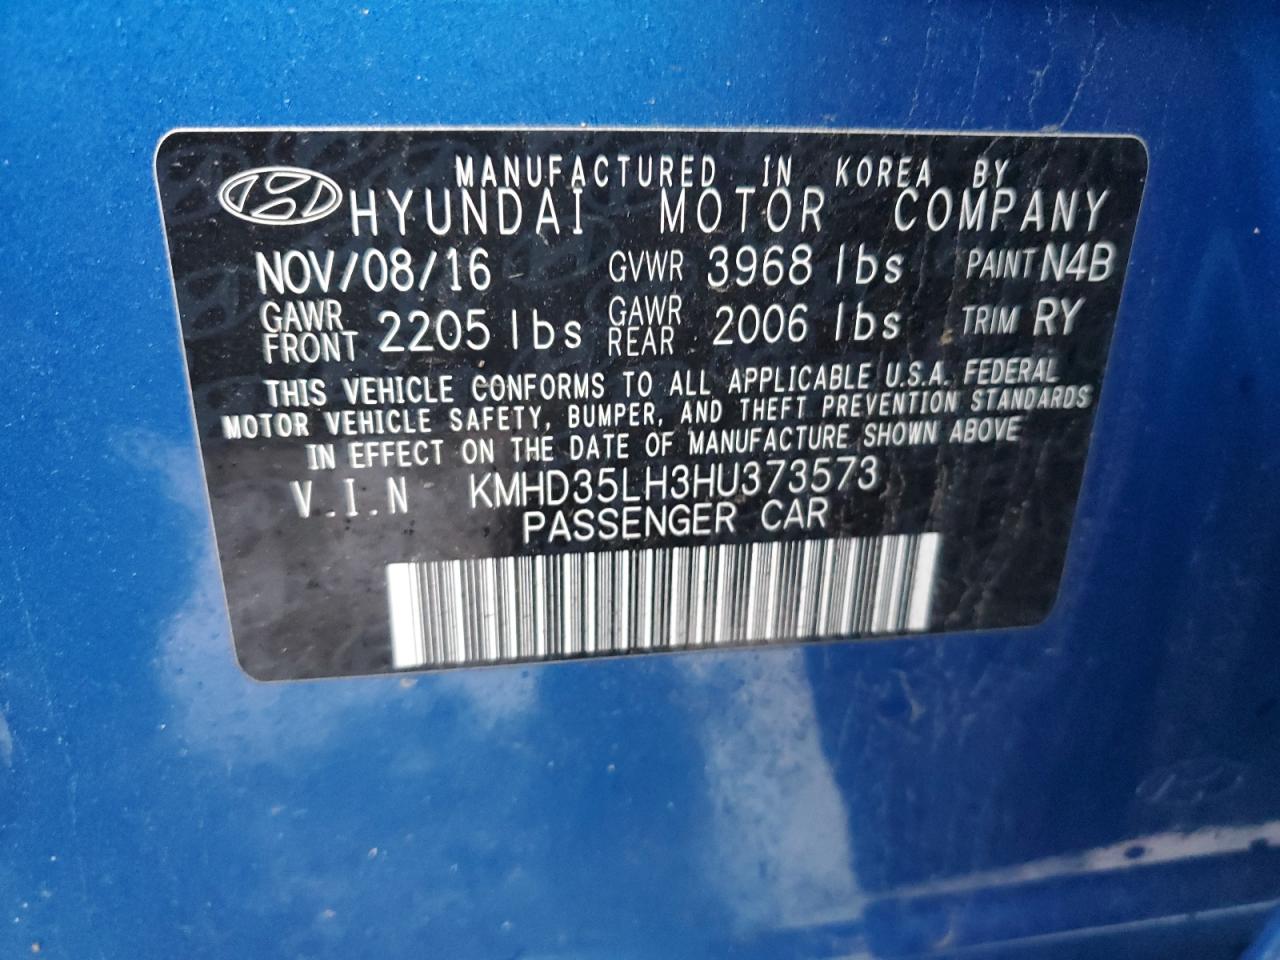 MANUFACTURED IN KOREA BY
HYUNDAI MOTOR COMPANY
NOV/08/16 GVWR 3968 lbs PAINT N4B
GAWR FRONT 2205 lbs GAWR REAR 2006 lbs TRIM RY
THIS VEHICLE CONFORMS TO ALL APPLICABLE U.S.A. FEDERAL
MOTOR VEHICLE SAFETY, BUMPER, AND THEFT PREVENTION STANDARDS
IN EFFECT ON THE DATE OF MANUFACTURE SHOWN ABOVE
V.I.N KMHD35LH3HU373573
PASSENGER CAR